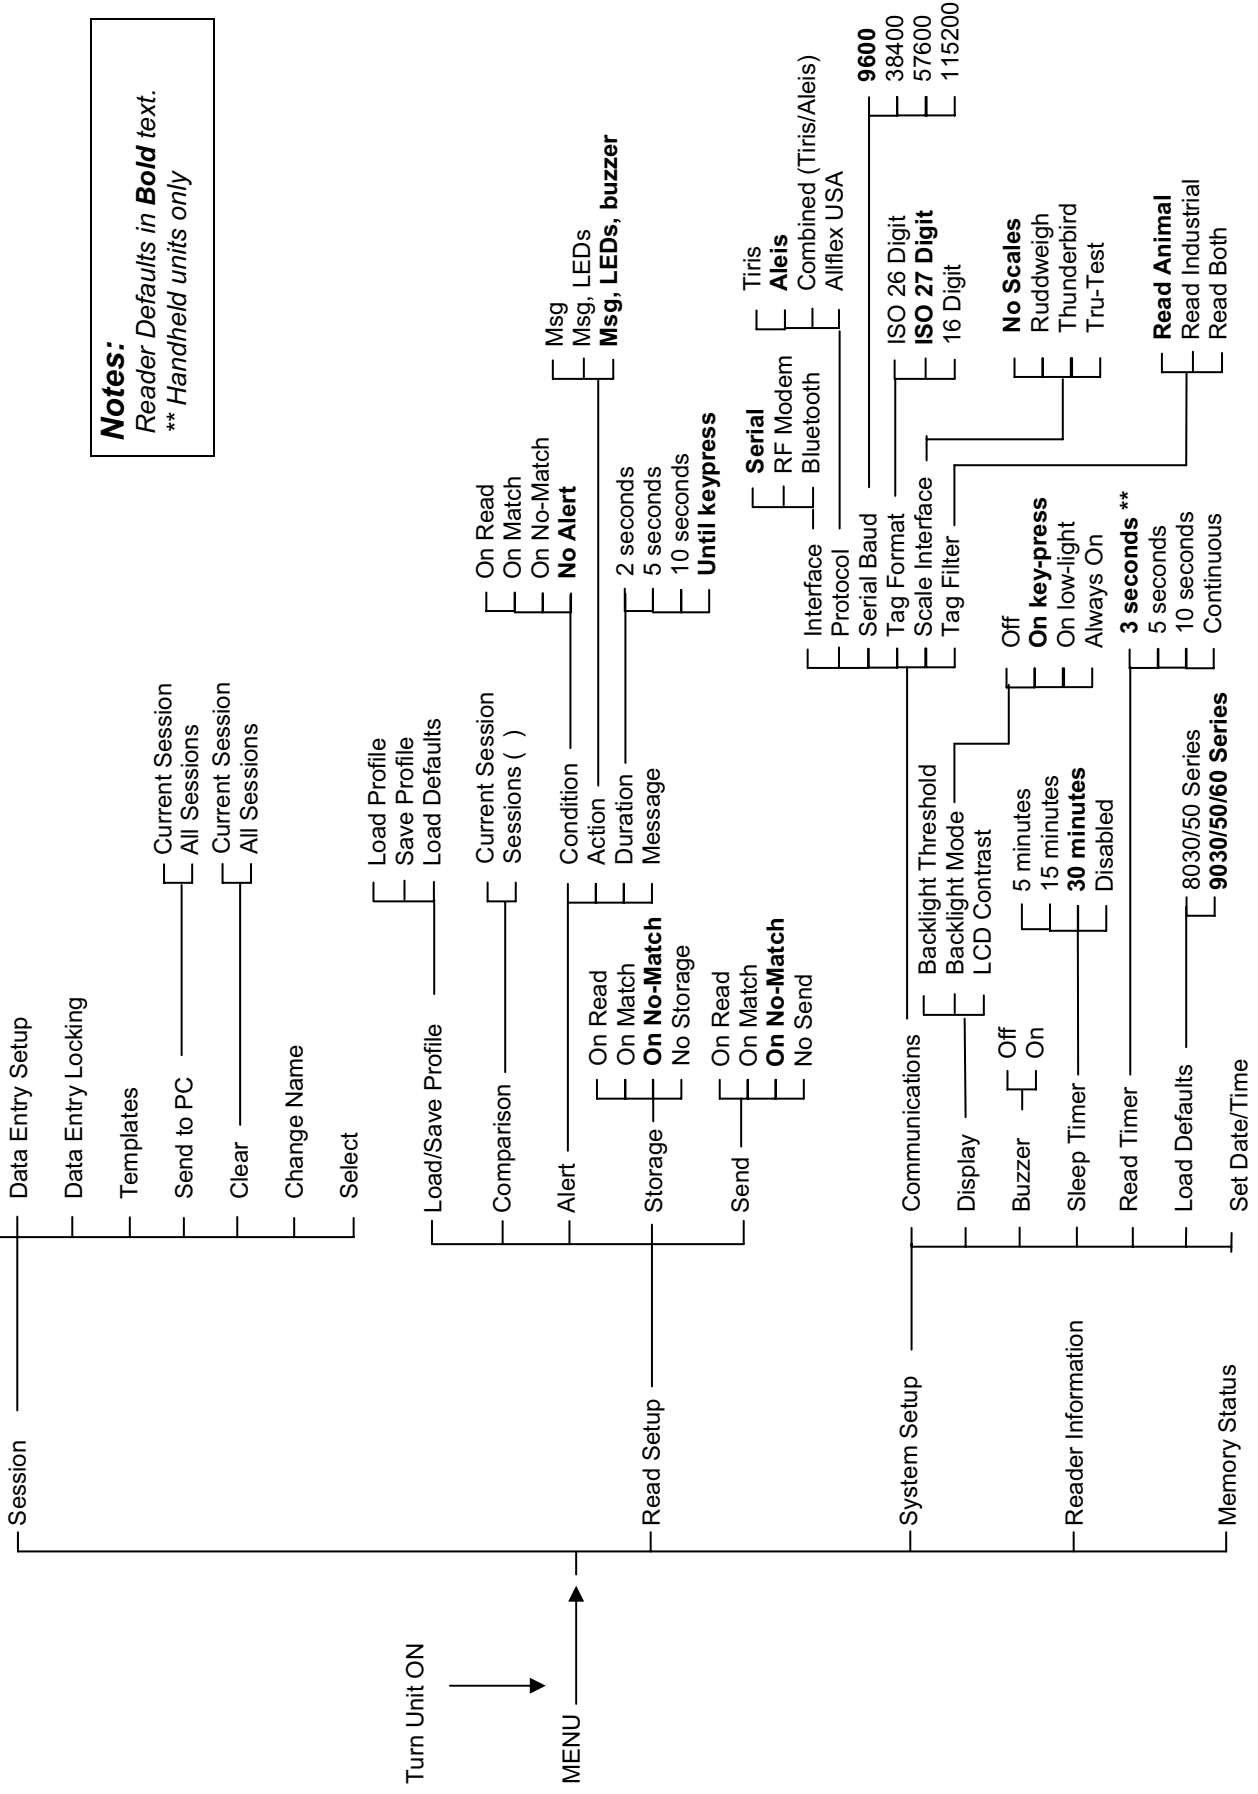 Notes:
Reader Defaults in Bold text.
** Handheld units only
Turn Unit ON
MENU
Session
Data Entry Setup
Data Entry Locking
Templates
Send to PC
Current Session
All Sessions
Clear
Current Session
All Sessions
Change Name
Select
Read Setup
Load/Save Profile
Load Profile
Save Profile
Load Defaults
Comparison
Current Session
Sessions ( )
Alert
Condition
On Read
On Match
On No-Match
No Alert
Action
Msg
Msg, LEDs
Msg, LEDs, buzzer
Duration
2 seconds
5 seconds
10 seconds
Until keypress
Message
Storage
On Read
On Match
On No-Match
No Storage
Send
On Read
On Match
On No-Match
No Send
System Setup
Communications
Interface
Serial
RF Modem
Bluetooth
Protocol
Tiris
Aleis
Combined (Tiris/Aleis)
Allflex USA
Serial Baud
9600
38400
57600
115200
Tag Format
ISO 26 Digit
ISO 27 Digit
16 Digit
Scale Interface
No Scales
Ruddweigh
Thunderbird
Tru-Test
Tag Filter
Read Animal
Read Industrial
Read Both
Display
Backlight Threshold
Backlight Mode
Off
On key-press
On low-light
Always On
LCD Contrast
Buzzer
Off
On
Sleep Timer
5 minutes
15 minutes
30 minutes
Disabled
Read Timer
3 seconds **
5 seconds
10 seconds
Continuous
Load Defaults
8030/50 Series
9030/50/60 Series
Set Date/Time
Reader Information
Memory Status